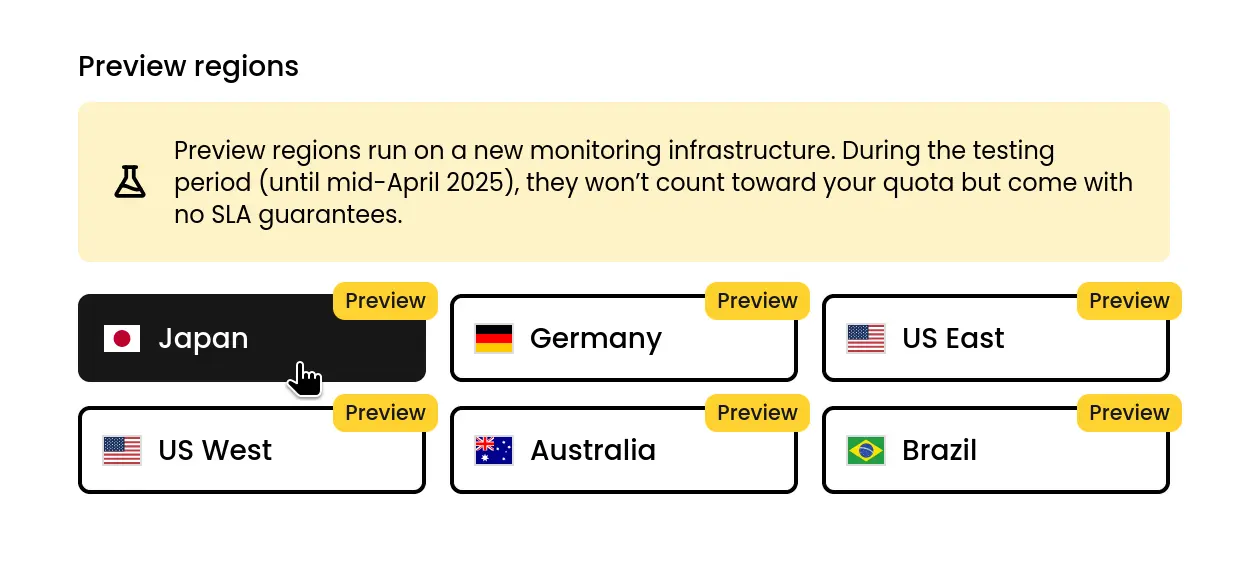 Preview regions
Preview regions run on a new monitoring infrastructure. During the testing
period (until mid-April 2025), they won’t count toward your quota but come with
no SLA guarantees.
Preview
Japan
Preview
Germany
Preview
US East
Preview
US West
Preview
Australia
Preview
Brazil